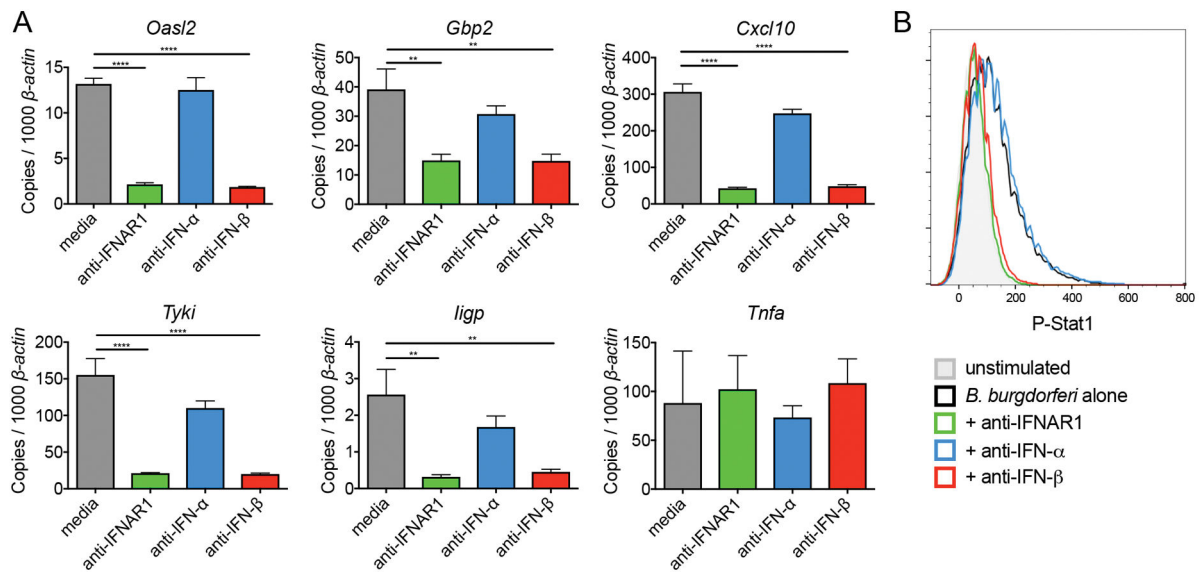 A
B
Oasl2
Copies / 1000 β-actin
15
10
5
0
****
****
media
anti-IFNAR1
anti-IFN-α
anti-IFN-β
Gbp2
Copies / 1000 β-actin
50
40
30
20
10
0
**
**
media
anti-IFNAR1
anti-IFN-α
anti-IFN-β
Cxcl10
Copies / 1000 β-actin
400
300
200
100
0
****
****
media
anti-IFNAR1
anti-IFN-α
anti-IFN-β
Tyki
Copies / 1000 β-actin
200
150
100
50
0
****
****
media
anti-IFNAR1
anti-IFN-α
anti-IFN-β
Iigp
Copies / 1000 β-actin
4
3
2
1
0
**
**
media
anti-IFNAR1
anti-IFN-α
anti-IFN-β
Tnfa
Copies / 1000 β-actin
150
100
50
0
media
anti-IFNAR1
anti-IFN-α
anti-IFN-β
0
200
400
600
800
P-Stat1
unstimulated
B. burgdorferi alone
+ anti-IFNAR1
+ anti-IFN-α
+ anti-IFN-β